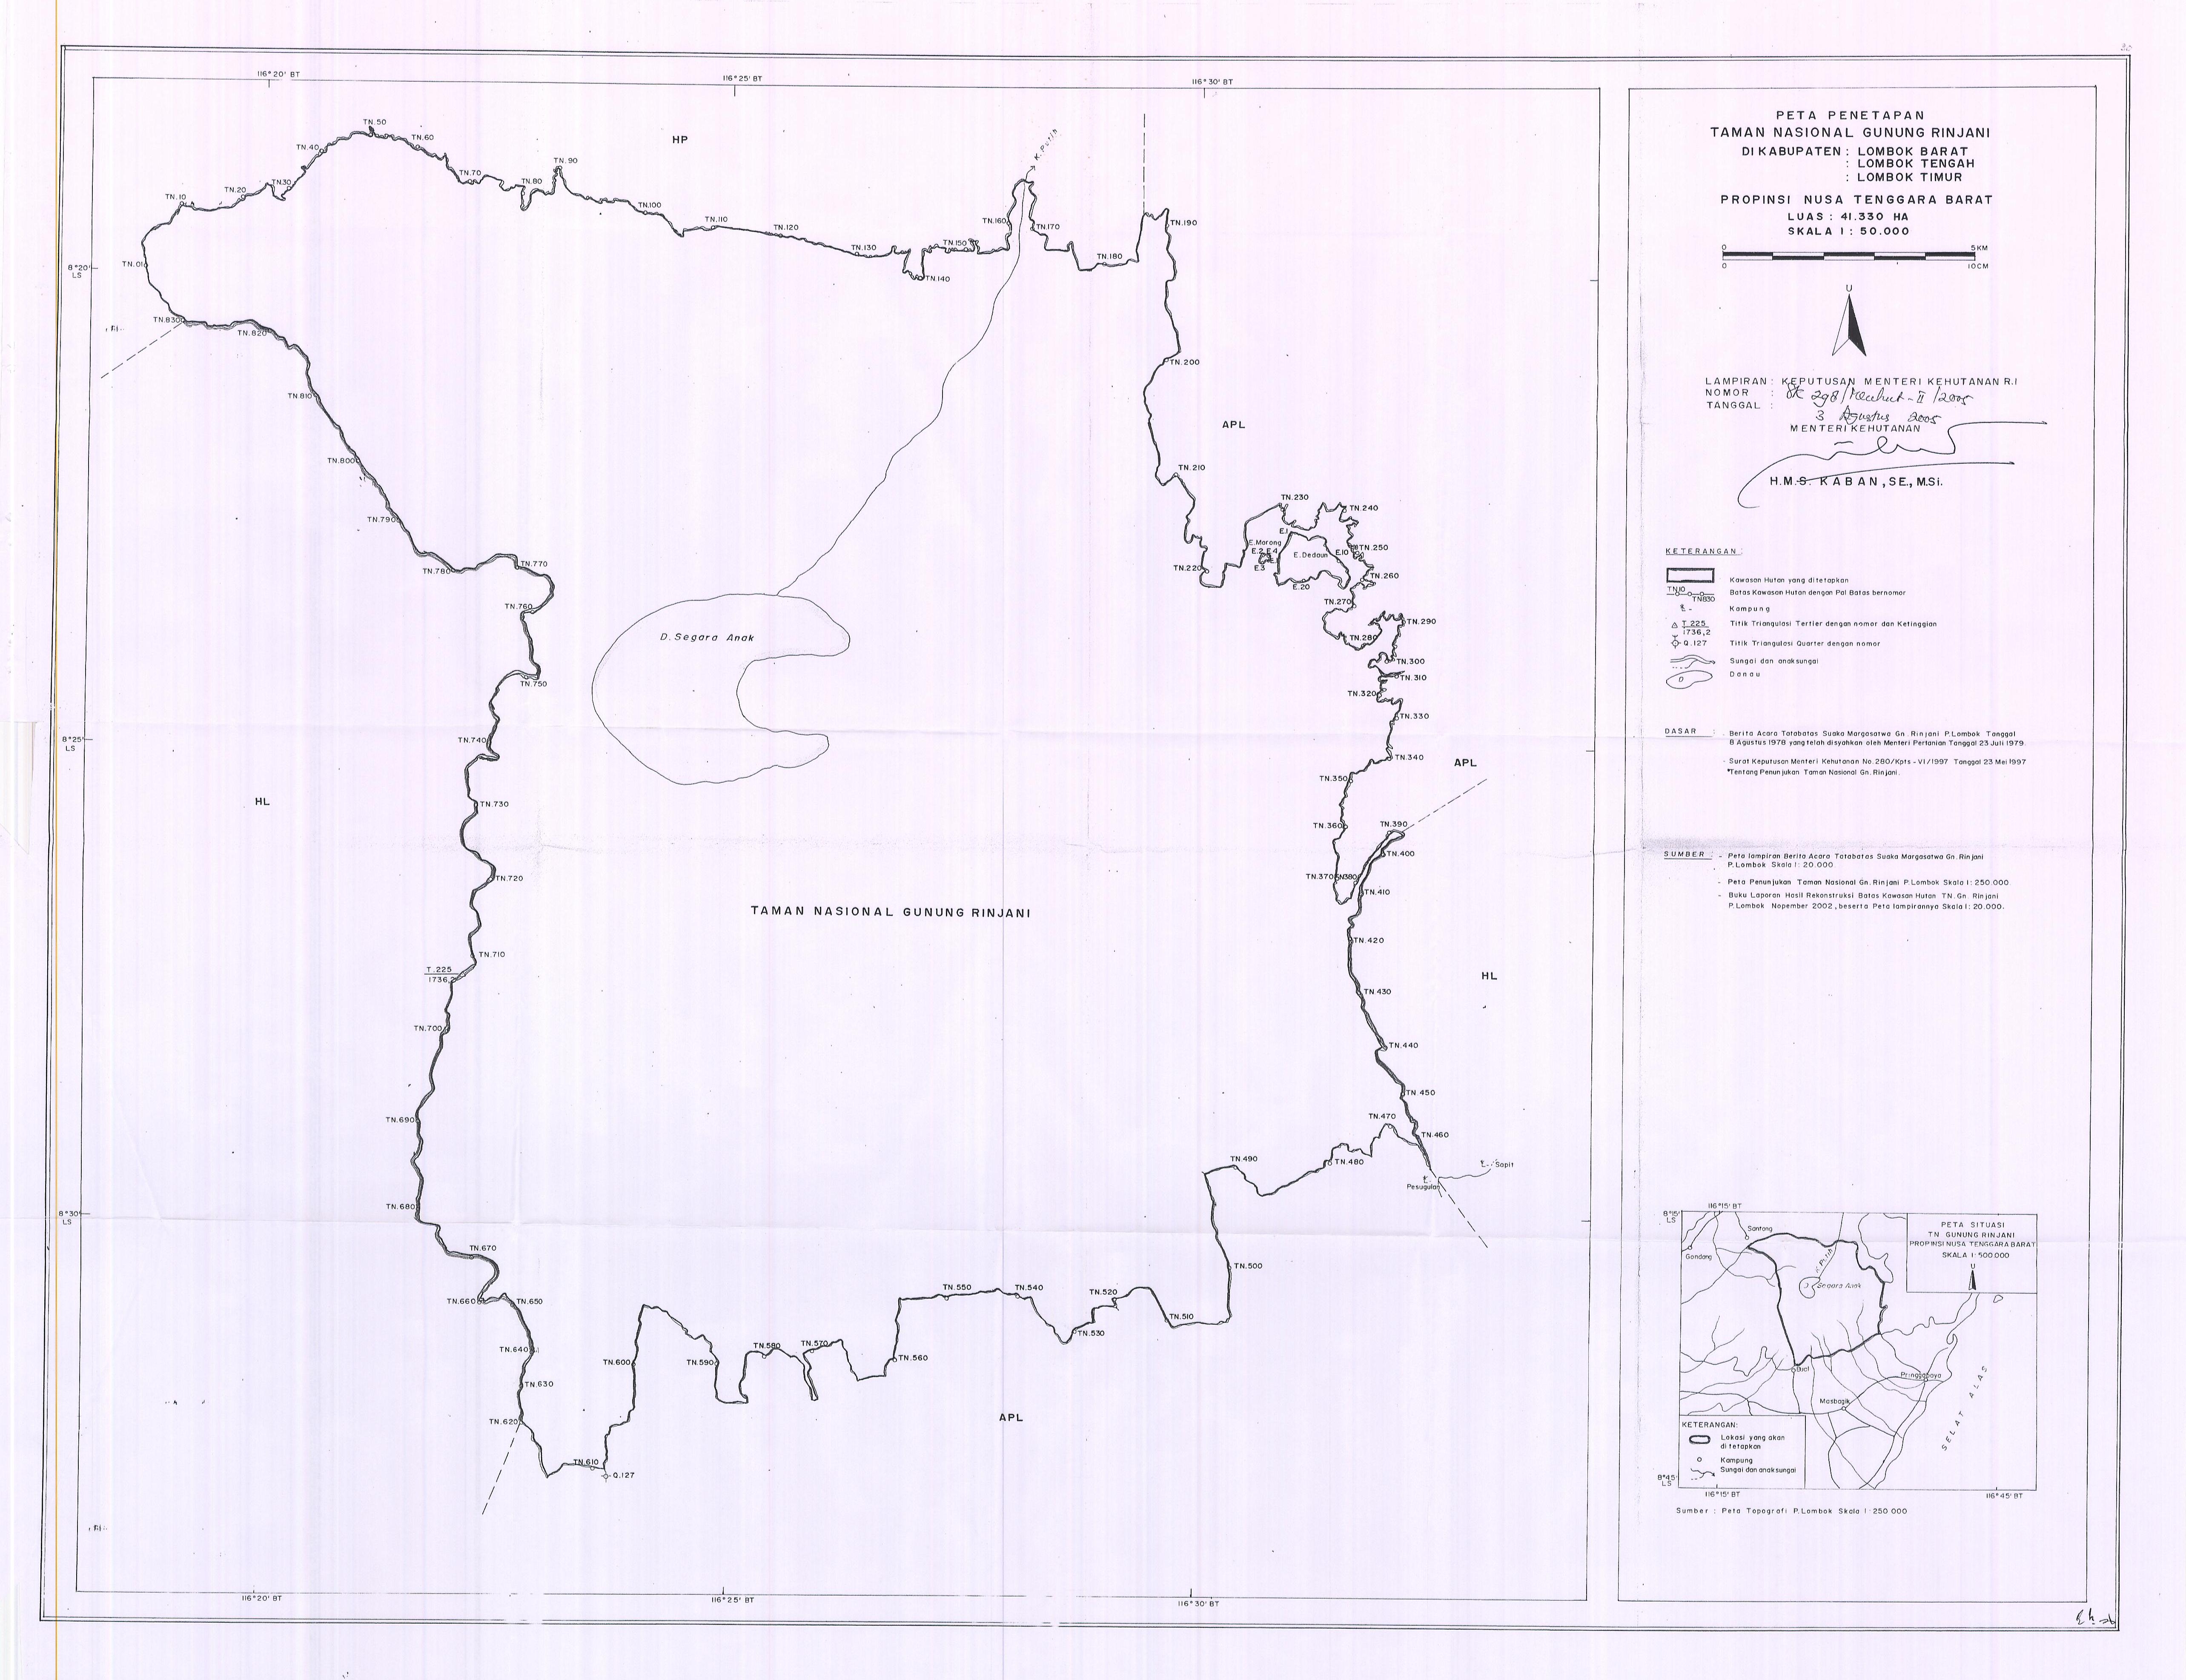 116° 20' BT
116° 25' BT
116° 30' BT
TN.50
TN.60
TN.40
HP
K.Putih
TN.90
TN.70
TN.80
TN.30
TN.20
TN.10
TN.100
TN.110
TN.120
TN.130
TN.140
TN.150
TN.160
TN.170
TN.180
TN.190
TN.01
8°20'
LS
TN.830
TN.820
TN.200
TN.810
APL
TN.800
TN.210
TN.790
TN.230
TN.240
E.1
E.Morong
E.2
E.4
E.3
E.Dedaun
E.10
TN.250
TN.220
E.20
TN.260
TN.780
TN.770
TN.760
TN.270
TN.280
TN.290
D.Segara Anak
TN.300
TN.310
TN.320
TN.750
TN.330
8°25'
LS
TN.740
TN.340
APL
TN.350
HL
TN.730
TN.360
TN.390
TN.400
TN.720
TN.370
TN.380
TN.410
TAMAN NASIONAL GUNUNG RINJANI
TN.420
TN.710
T.225
1736,2
HL
TN.430
TN.700
TN.440
TN.450
TN.690
TN.470
TN.460
TN.490
TN.480
Sapit
Pesugulan
TN.680
8°30'
LS
TN.670
TN.500
TN.660
TN.650
TN.550
TN.540
TN.520
TN.510
TN.530
TN.640
TN.600
TN.590
TN.580
TN.570
TN.560
TN.630
TN.620
APL
TN.610
Q.127
116° 20' BT
116° 25' BT
116° 30' BT
PETA PENETAPAN
TAMAN NASIONAL GUNUNG RINJANI
DI KABUPATEN : LOMBOK BARAT
: LOMBOK TENGAH
: LOMBOK TIMUR
PROPINSI NUSA TENGGARA BARAT
LUAS : 41.330 HA
SKALA 1 : 50.000
0 5KM
0 10CM
U
LAMPIRAN : KEPUTUSAN MENTERI KEHUTANAN R.I
NOMOR : SK 298/Menhut-II/2005
TANGGAL : 3 Agustus 2005
MENTERI KEHUTANAN
H.M.S. KABAN, SE., M.Si.
KETERANGAN :
Kawasan Hutan yang ditetapkan
TN.10 TN830 Batas Kawasan Hutan dengan Pal Batas bernomor
Kampung
T. 225 1736,2 Titik Triangulasi Tertier dengan nomor dan Ketinggian
Q.127 Titik Triangulasi Quarter dengan nomor
Sungai dan anaksungai
D Danau
DASAR : - Berita Acara Tatabatas Suaka Margasatwa Gn. Rinjani P.Lombok Tanggal
8 Agustus 1978 yang telah disyahkan oleh Menteri Pertanian Tanggal 23 Juli 1979.
- Surat Keputusan Menteri Kehutanan No.280/Kpts-VI/1997 Tanggal 23 Mei 1997
"Tentang Penunjukan Taman Nasional Gn. Rinjani.
SUMBER : - Peta lampiran Berita Acara Tatabatas Suaka Margasatwa Gn. Rinjani
P.Lombok Skala 1 : 20.000.
- Peta Penunjukan Taman Nasional Gn. Rinjani P.Lombok Skala 1 : 250.000
- Buku Laporan Hasil Rekonstruksi Batas Kawasan Hutan TN. Gn. Rinjani
P.Lombok Nopember 2002, beserta Peta lampirannya Skala 1 : 20.000.
116°15' BT
8°15'
LS
Santong
Gondang
K.Putih
Segara Anak
PETA SITUASI
TN GUNUNG RINJANI
PROPINSI NUSA TENGGARA BARAT
SKALA 1 : 500.000
U
Pringgabaya
Masbagik
SELAT ALAS
KETERANGAN:
Lokasi yang akan
di tetapkan
Kampung
Sungai dan anaksungai
8°45'
LS
116°15' BT
116°45' BT
Sumber : Peta Topografi P.Lombok Skala 1 : 250 000